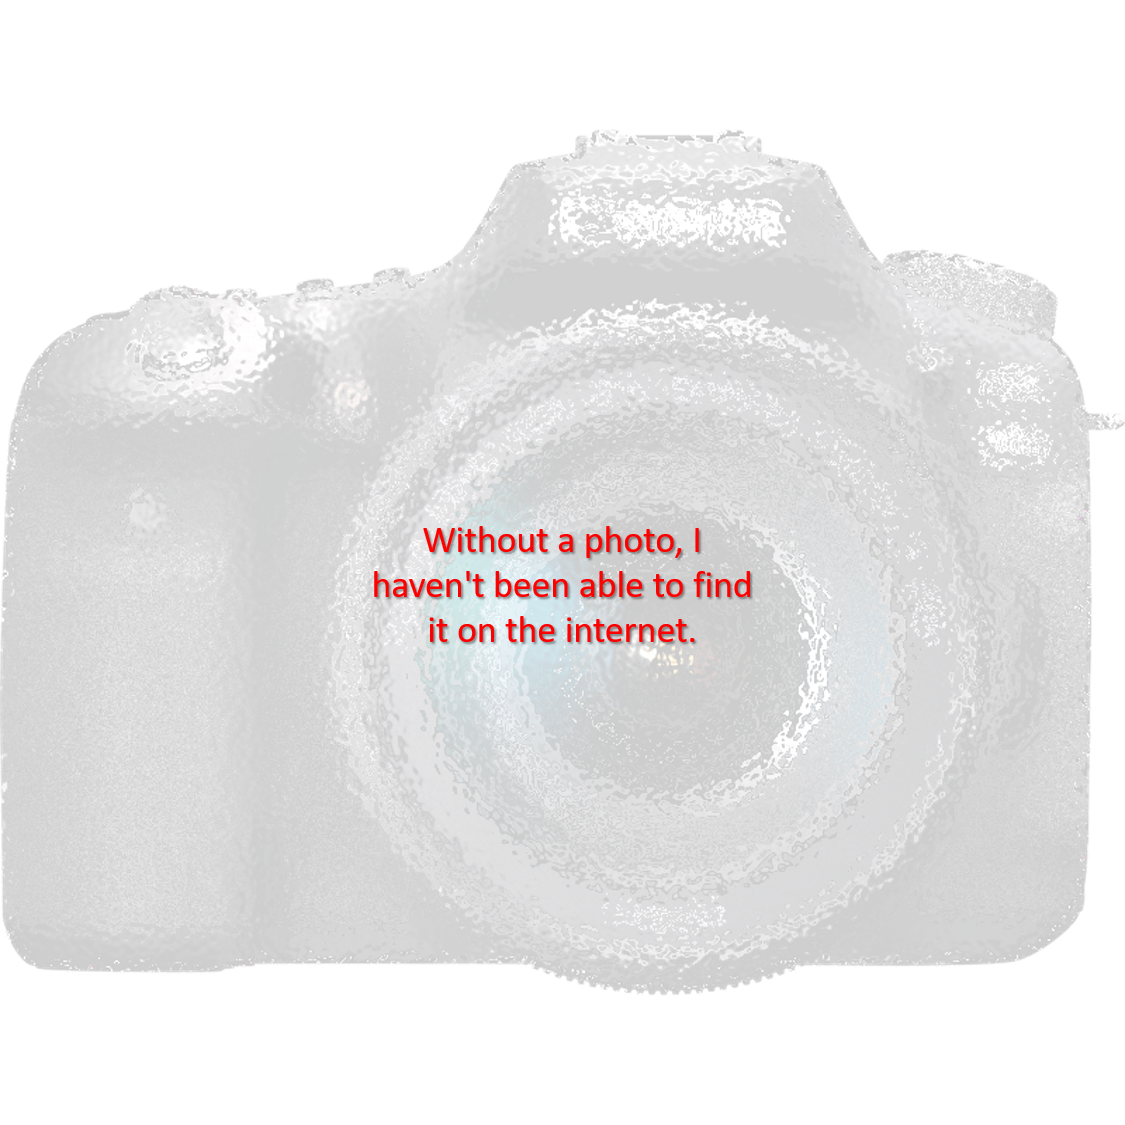 Without a photo, I
haven't been able to find
it on the internet.